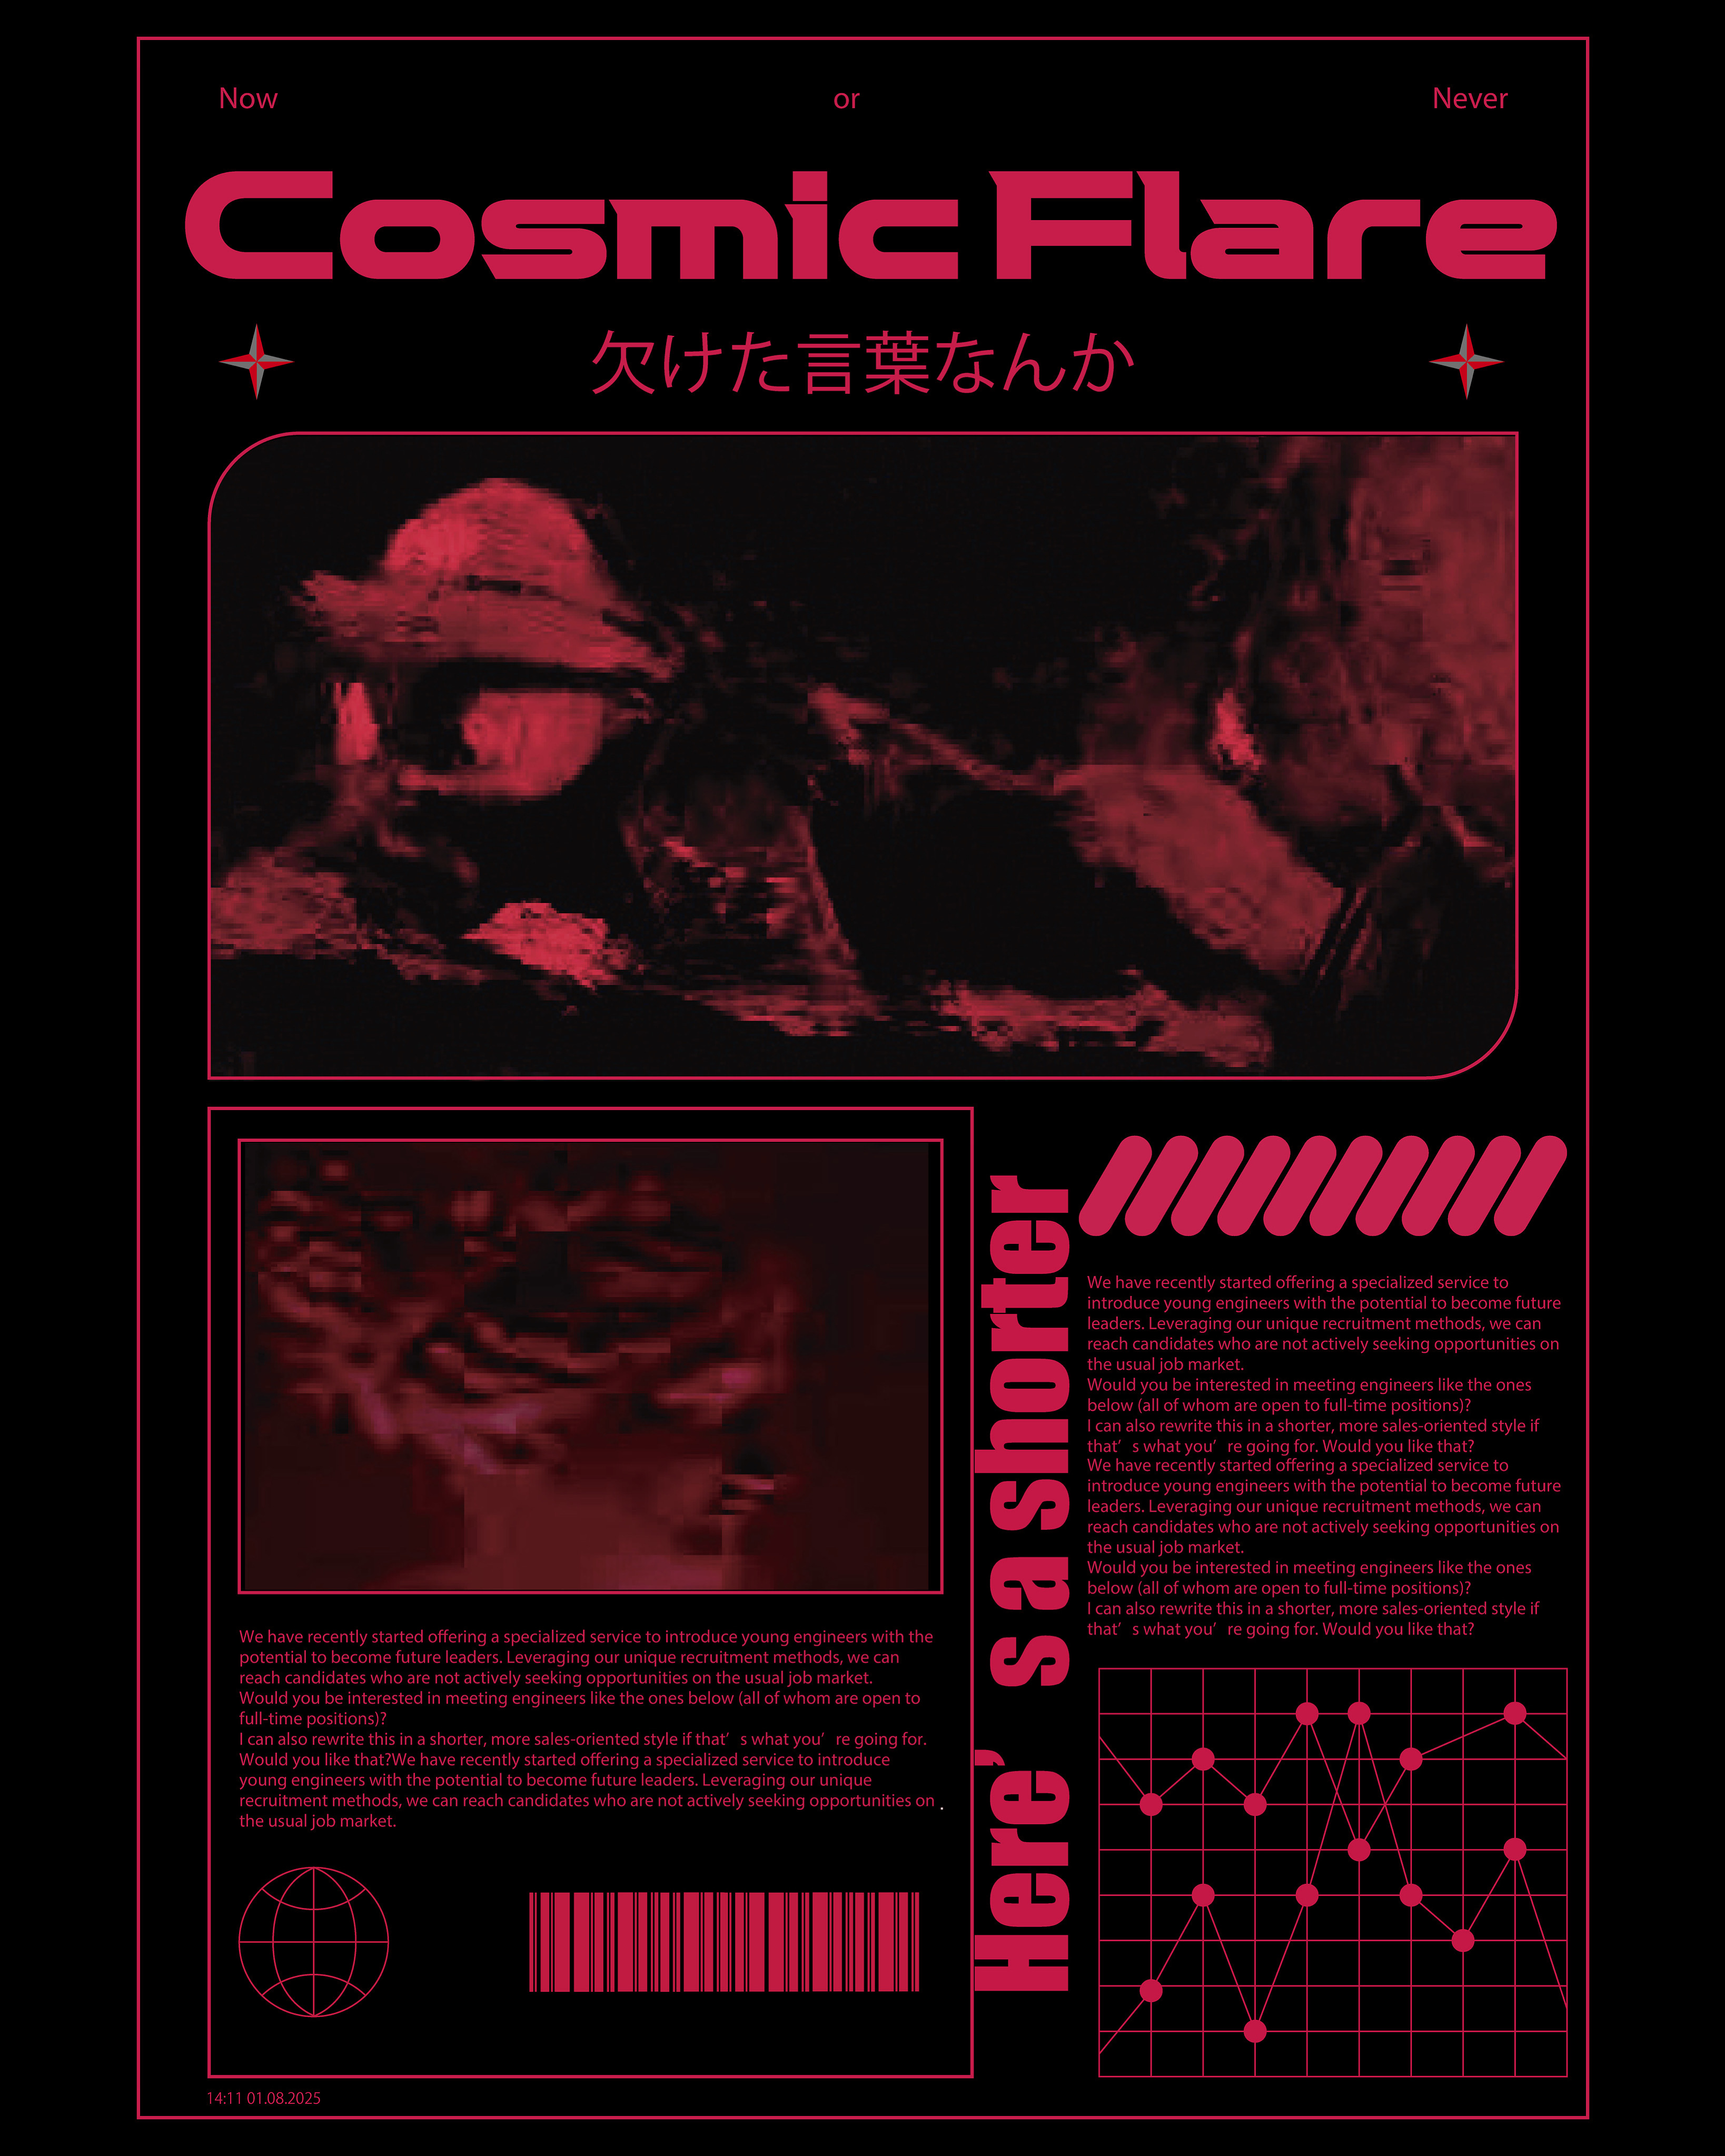 Now or Never
Cosmic Flare
欠けた言葉なんか
We have recently started offering a specialized service to introduce young engineers with the
potential to become future leaders. Leveraging our unique recruitment methods, we can
reach candidates who are not actively seeking opportunities on the usual job market.
Would you be interested in meeting engineers like the ones below (all of whom are open to
full-time positions)?
I can also rewrite this in a shorter, more sales-oriented style if that’ s what you’ re going for.
Would you like that?We have recently started offering a specialized service to introduce
young engineers with the potential to become future leaders. Leveraging our unique
recruitment methods, we can reach candidates who are not actively seeking opportunities on
the usual job market.
Here’ s a shorter
We have recently started offering a specialized service to
introduce young engineers with the potential to become future
leaders. Leveraging our unique recruitment methods, we can
reach candidates who are not actively seeking opportunities on
the usual job market.
Would you be interested in meeting engineers like the ones
below (all of whom are open to full-time positions)?
I can also rewrite this in a shorter, more sales-oriented style if
that’ s what you’ re going for. Would you like that?
We have recently started offering a specialized service to
introduce young engineers with the potential to become future
leaders. Leveraging our unique recruitment methods, we can
reach candidates who are not actively seeking opportunities on
the usual job market.
Would you be interested in meeting engineers like the ones
below (all of whom are open to full-time positions)?
I can also rewrite this in a shorter, more sales-oriented style if
that’ s what you’ re going for. Would you like that?
14:11 01.08.2025